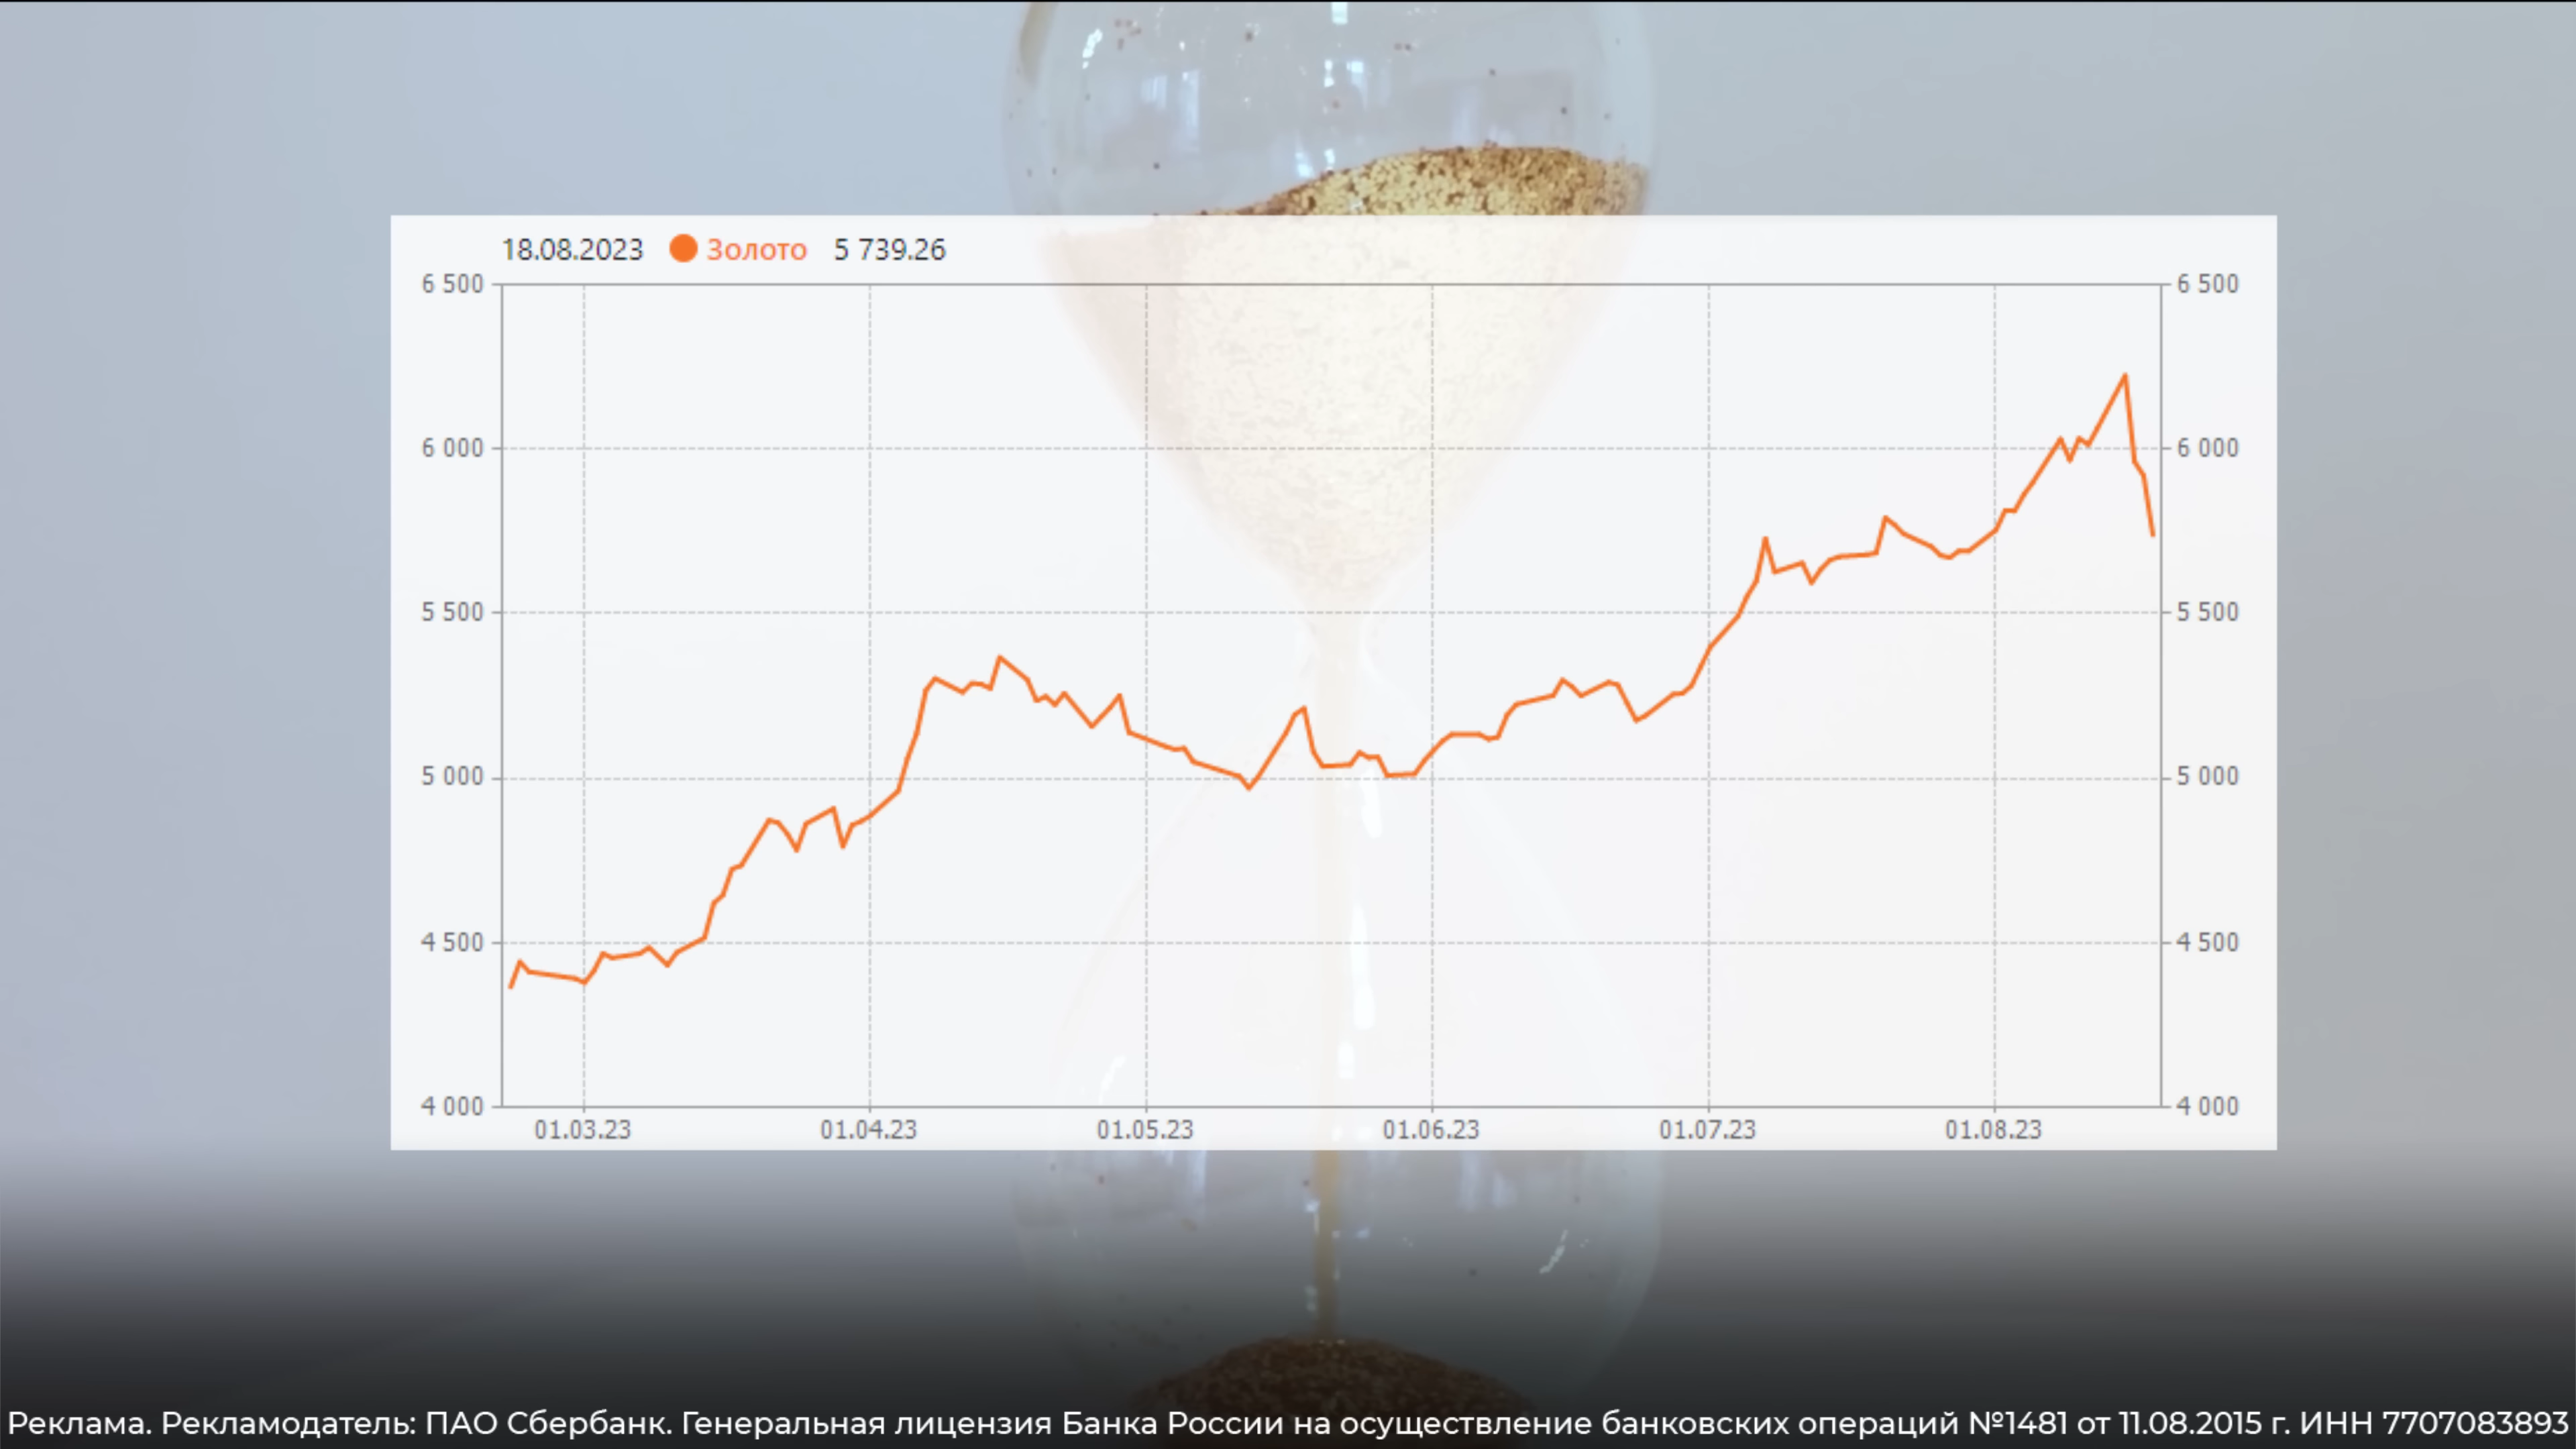 18.08.2023 Золото 5 739.26
6 500 6 500
6 000 6 000
5 500 5 500
5 000 5 000
4 500 4 500
4 000 4 000
01.03.23 01.04.23 01.05.23 01.06.23 01.07.23 01.08.23
Реклама. Рекламодатель: ПАО Сбербанк. Генеральная лицензия Банка России на осуществление банковских операций №1481 от 11.08.2015 г. ИНН 7707083893